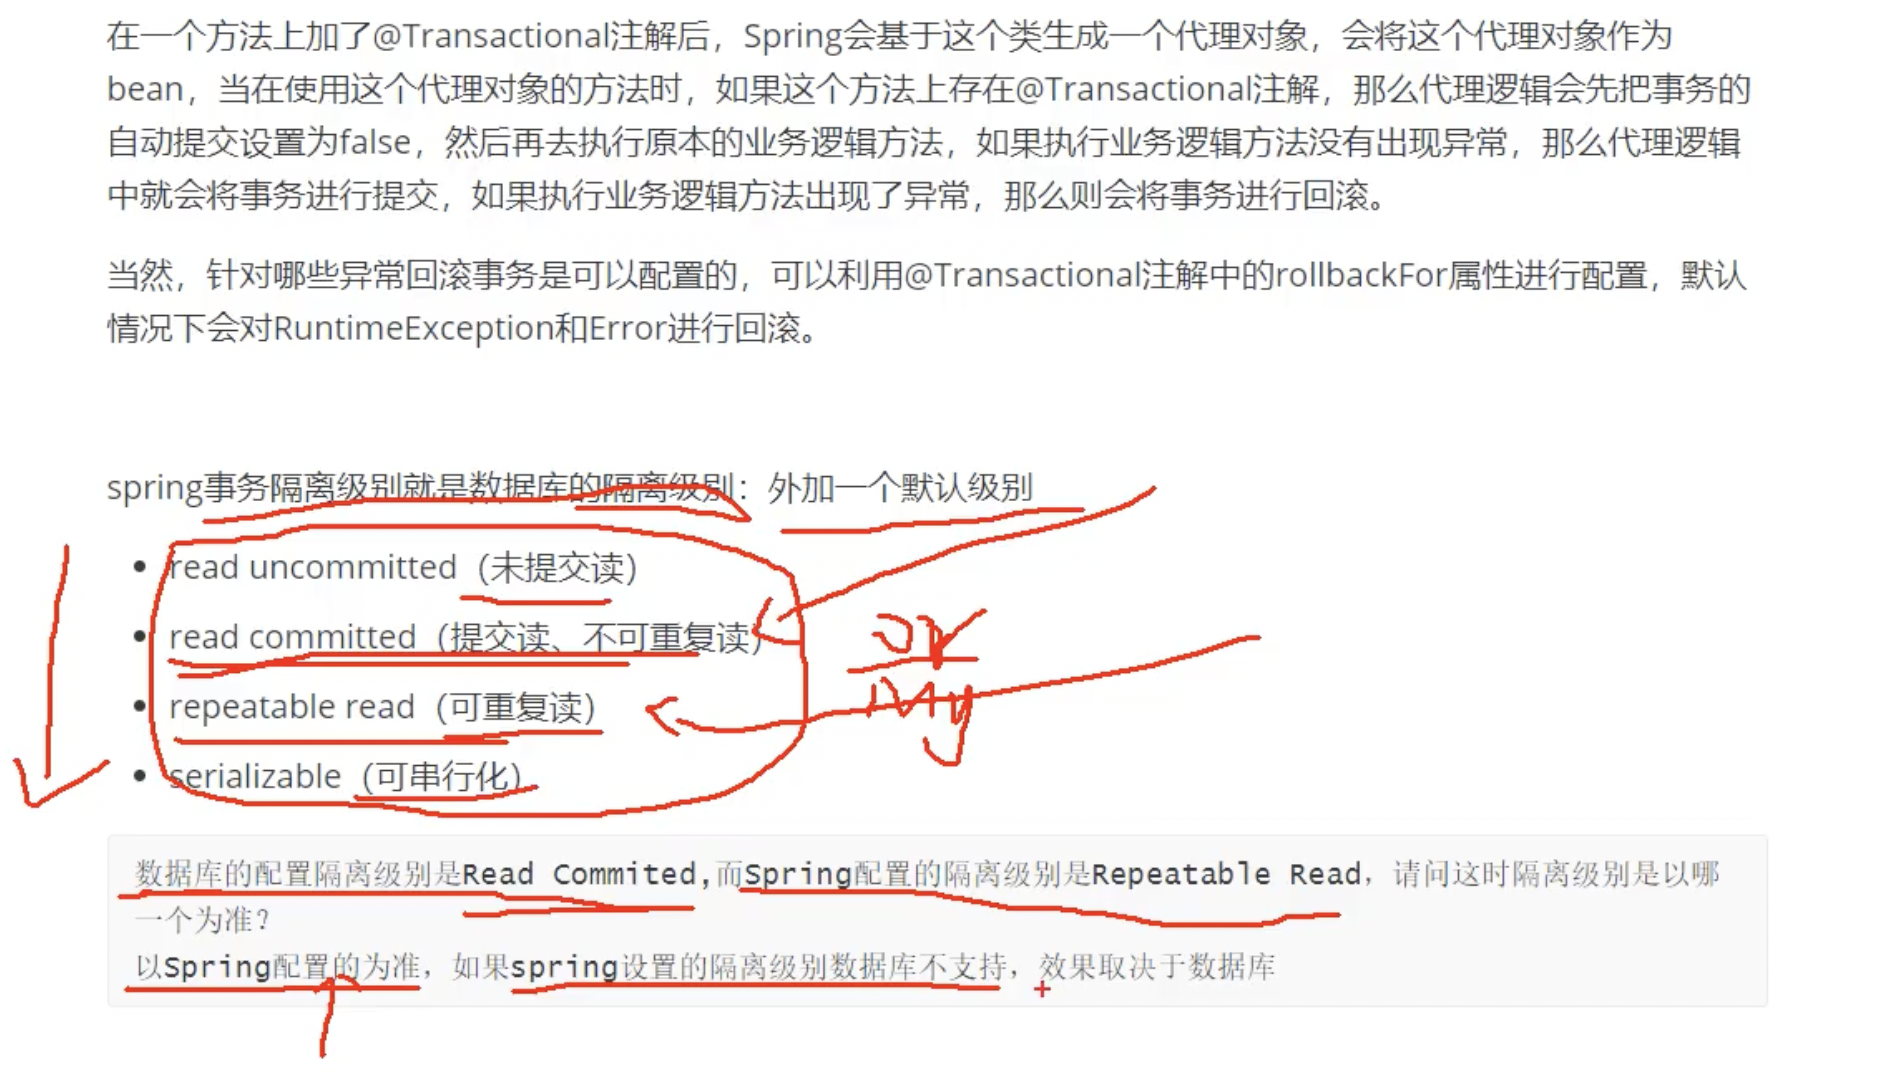 在一个方法上加了@Transactional注解后，Spring会基于这个类生成一个代理对象，会将这个代理对象作为
bean，当在使用这个代理对象的方法时，如果这个方法上存在@Transactional注解，那么代理逻辑会先把事务的
自动提交设置为false，然后再去执行原本的业务逻辑方法，如果执行业务逻辑方法没有出现异常，那么代理逻辑
中就会将事务进行提交，如果执行业务逻辑方法出现了异常，那么则会将事务进行回滚。
当然，针对哪些异常回滚事务是可以配置的，可以利用@Transactional注解中的rollbackFor属性进行配置，默认
情况下会对RuntimeException和Error进行回滚。
spring事务隔离级别就是数据库的隔离级别：外加一个默认级别
• read uncommitted（未提交读）
• read committed（提交读、不可重复读）
• repeatable read（可重复读）
• serializable（可串行化）
数据库的配置隔离级别是Read Commited,而Spring配置的隔离级别是Repeatable Read，请问这时隔离级别是以哪
一个为准？
以Spring配置的为准，如果spring设置的隔离级别数据库不支持，效果取决于数据库